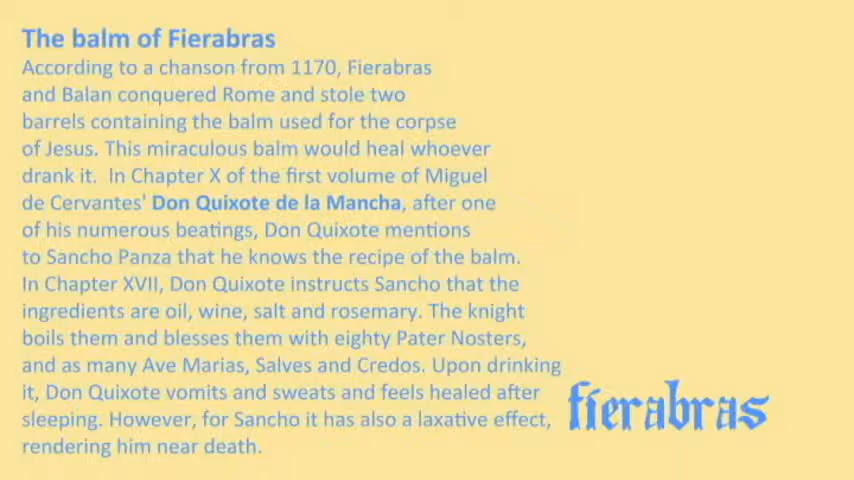 The balm of Fierabras
According to a chanson from 1170, Fierabras
and Balan conquered Rome and stole two
barrels containing the balm used for the corpse
of Jesus. This miraculous balm would heal whoever
drank it.  In Chapter X of the first volume of Miguel
de Cervantes' Don Quixote de la Mancha, after one
of his numerous beatings, Don Quixote mentions
to Sancho Panza that he knows the recipe of the balm.
In Chapter XVII, Don Quixote instructs Sancho that the
ingredients are oil, wine, salt and rosemary. The knight
boils them and blesses them with eighty Pater Nosters,
and as many Ave Marias, Salves and Credos. Upon drinking
it, Don Quixote vomits and sweats and feels healed after
sleeping. However, for Sancho it has also a laxative effect,
rendering him near death.
fierabras